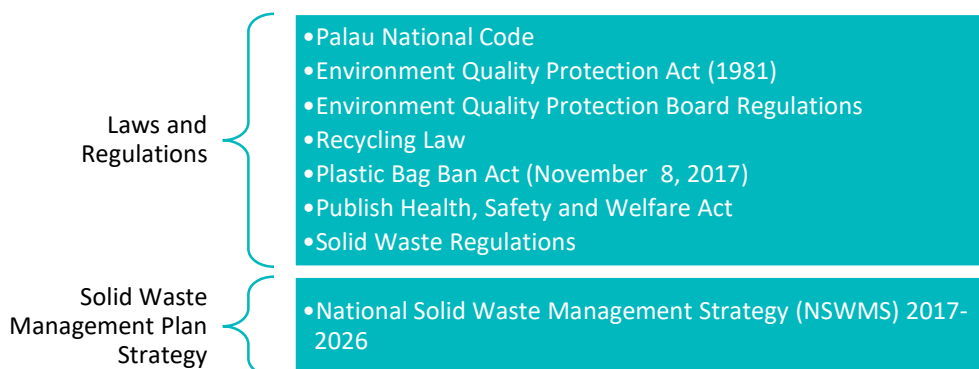 Laws and
Regulations
•Palau National Code
•Environment Quality Protection Act (1981)
•Environment Quality Protection Board Regulations
•Recycling Law
•Plastic Bag Ban Act (November  8, 2017)
•Publish Health, Safety and Welfare Act
•Solid Waste Regulations
Solid Waste
Management Plan
Strategy
•National Solid Waste Management Strategy (NSWMS) 2017-
2026